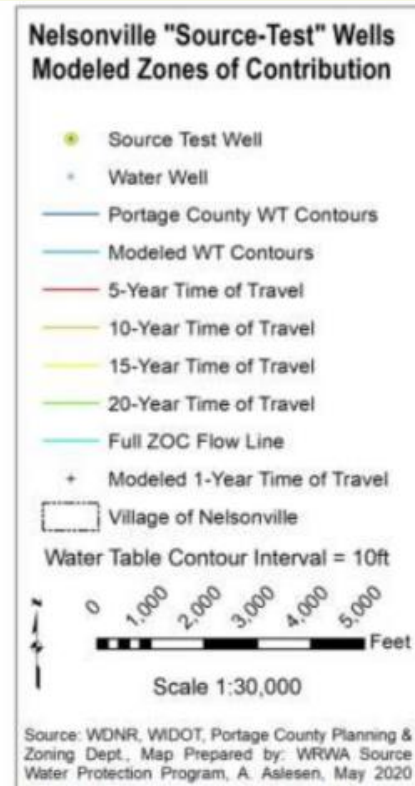 Nelsonville "Source-Test" Wells
Modeled Zones of Contribution
Source Test Well
Water Well
Portage County WT Contours
Modeled WT Contours
5-Year Time of Travel
10-Year Time of Travel
15-Year Time of Travel
20-Year Time of Travel
Full ZOC Flow Line
Modeled 1-Year Time of Travel
Village of Nelsonville
Water Table Contour Interval = 10ft
N
0 1,000 2,000 3,000 4,000 5,000
Feet
Scale 1:30,000
Source: WDNR, WIDOT, Portage County Planning &
Zoning Dept., Map Prepared by: WRWA Source
Water Protection Program, A. Aslesen, May 2020